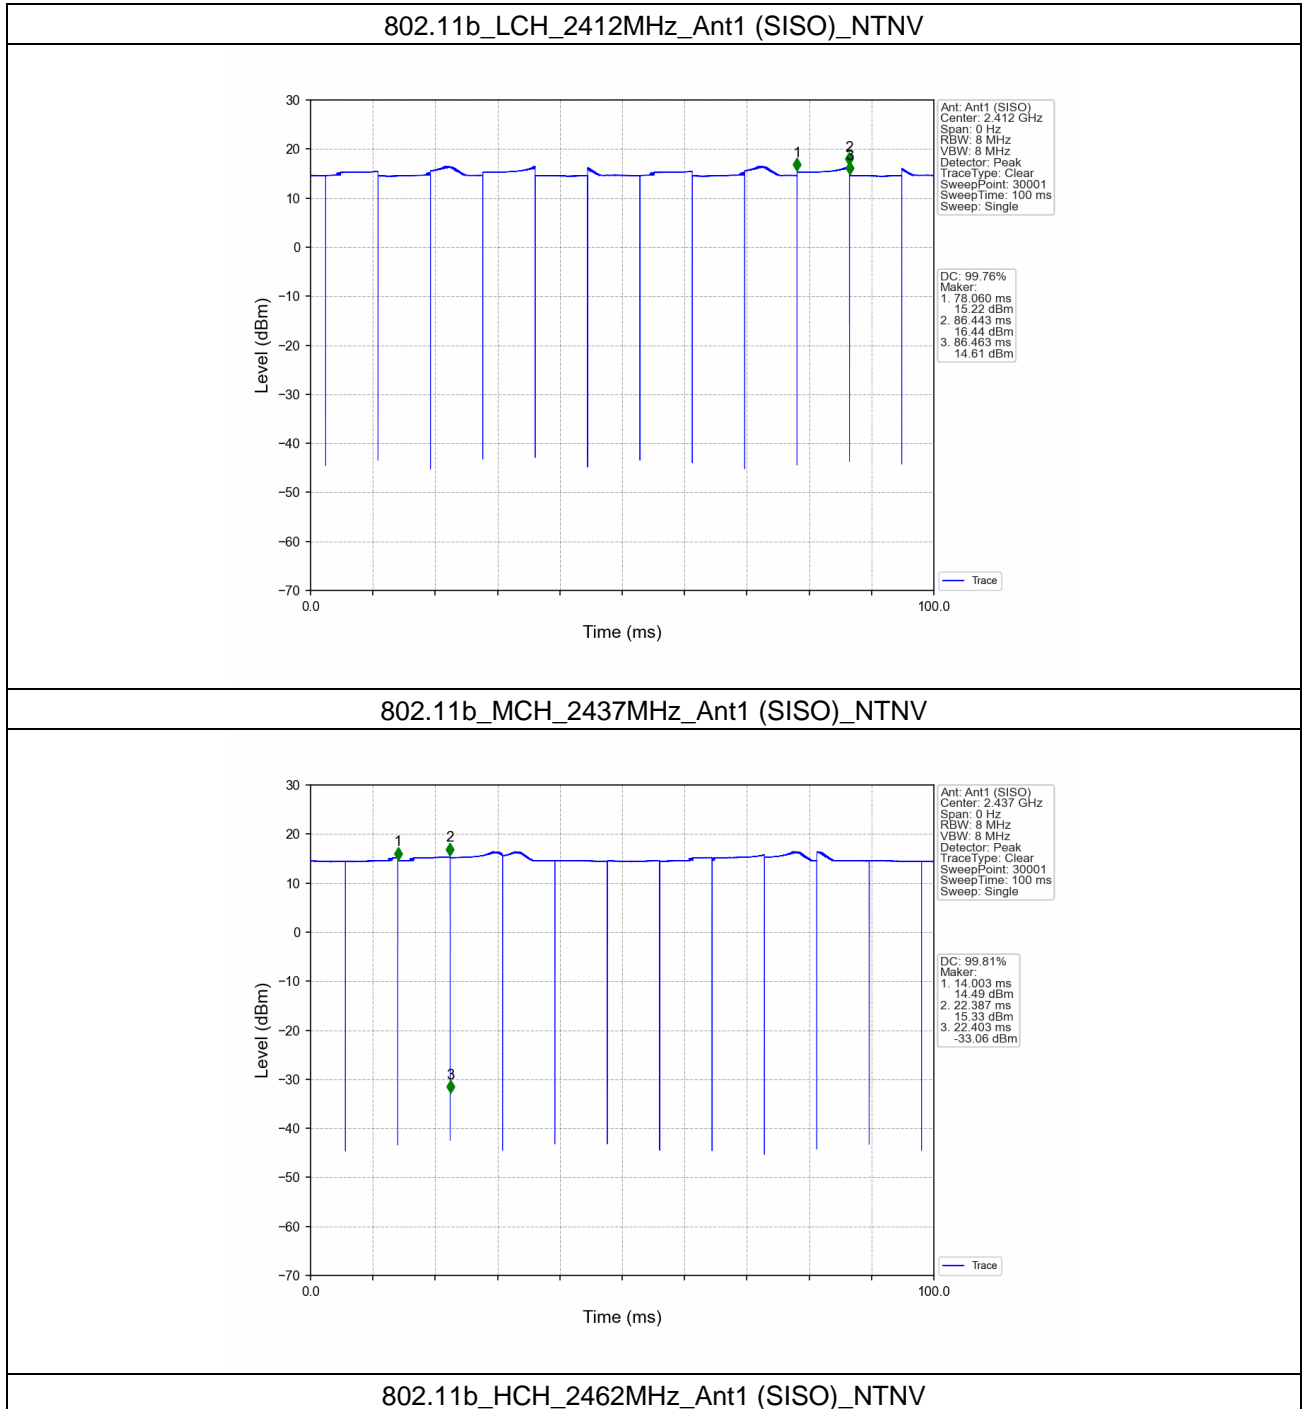 802.11b_LCH_2412MHz_Ant1 (SISO)_NTNV
30
20
10
0
−10
−20
−30
−40
−50
−60
−70
Level (dBm)
0.0
100.0
Time (ms)
1
2
3
Ant: Ant1 (SISO)
Center: 2.412 GHz
Span: 0 Hz
RBW: 8 MHz
VBW: 8 MHz
Detector: Peak
TraceType: Clear
SweepPoint: 30001
SweepTime: 100 ms
Sweep: Single
DC: 99.76%
Maker:
1. 78.060 ms
15.22 dBm
2. 86.443 ms
16.44 dBm
3. 86.463 ms
14.61 dBm
Trace
802.11b_MCH_2437MHz_Ant1 (SISO)_NTNV
30
20
10
0
−10
−20
−30
−40
−50
−60
−70
Level (dBm)
0.0
100.0
Time (ms)
1
2
3
Ant: Ant1 (SISO)
Center: 2.437 GHz
Span: 0 Hz
RBW: 8 MHz
VBW: 8 MHz
Detector: Peak
TraceType: Clear
SweepPoint: 30001
SweepTime: 100 ms
Sweep: Single
DC: 99.81%
Maker:
1. 14.003 ms
14.49 dBm
2. 22.387 ms
15.33 dBm
3. 22.403 ms
-33.06 dBm
Trace
802.11b_HCH_2462MHz_Ant1 (SISO)_NTNV